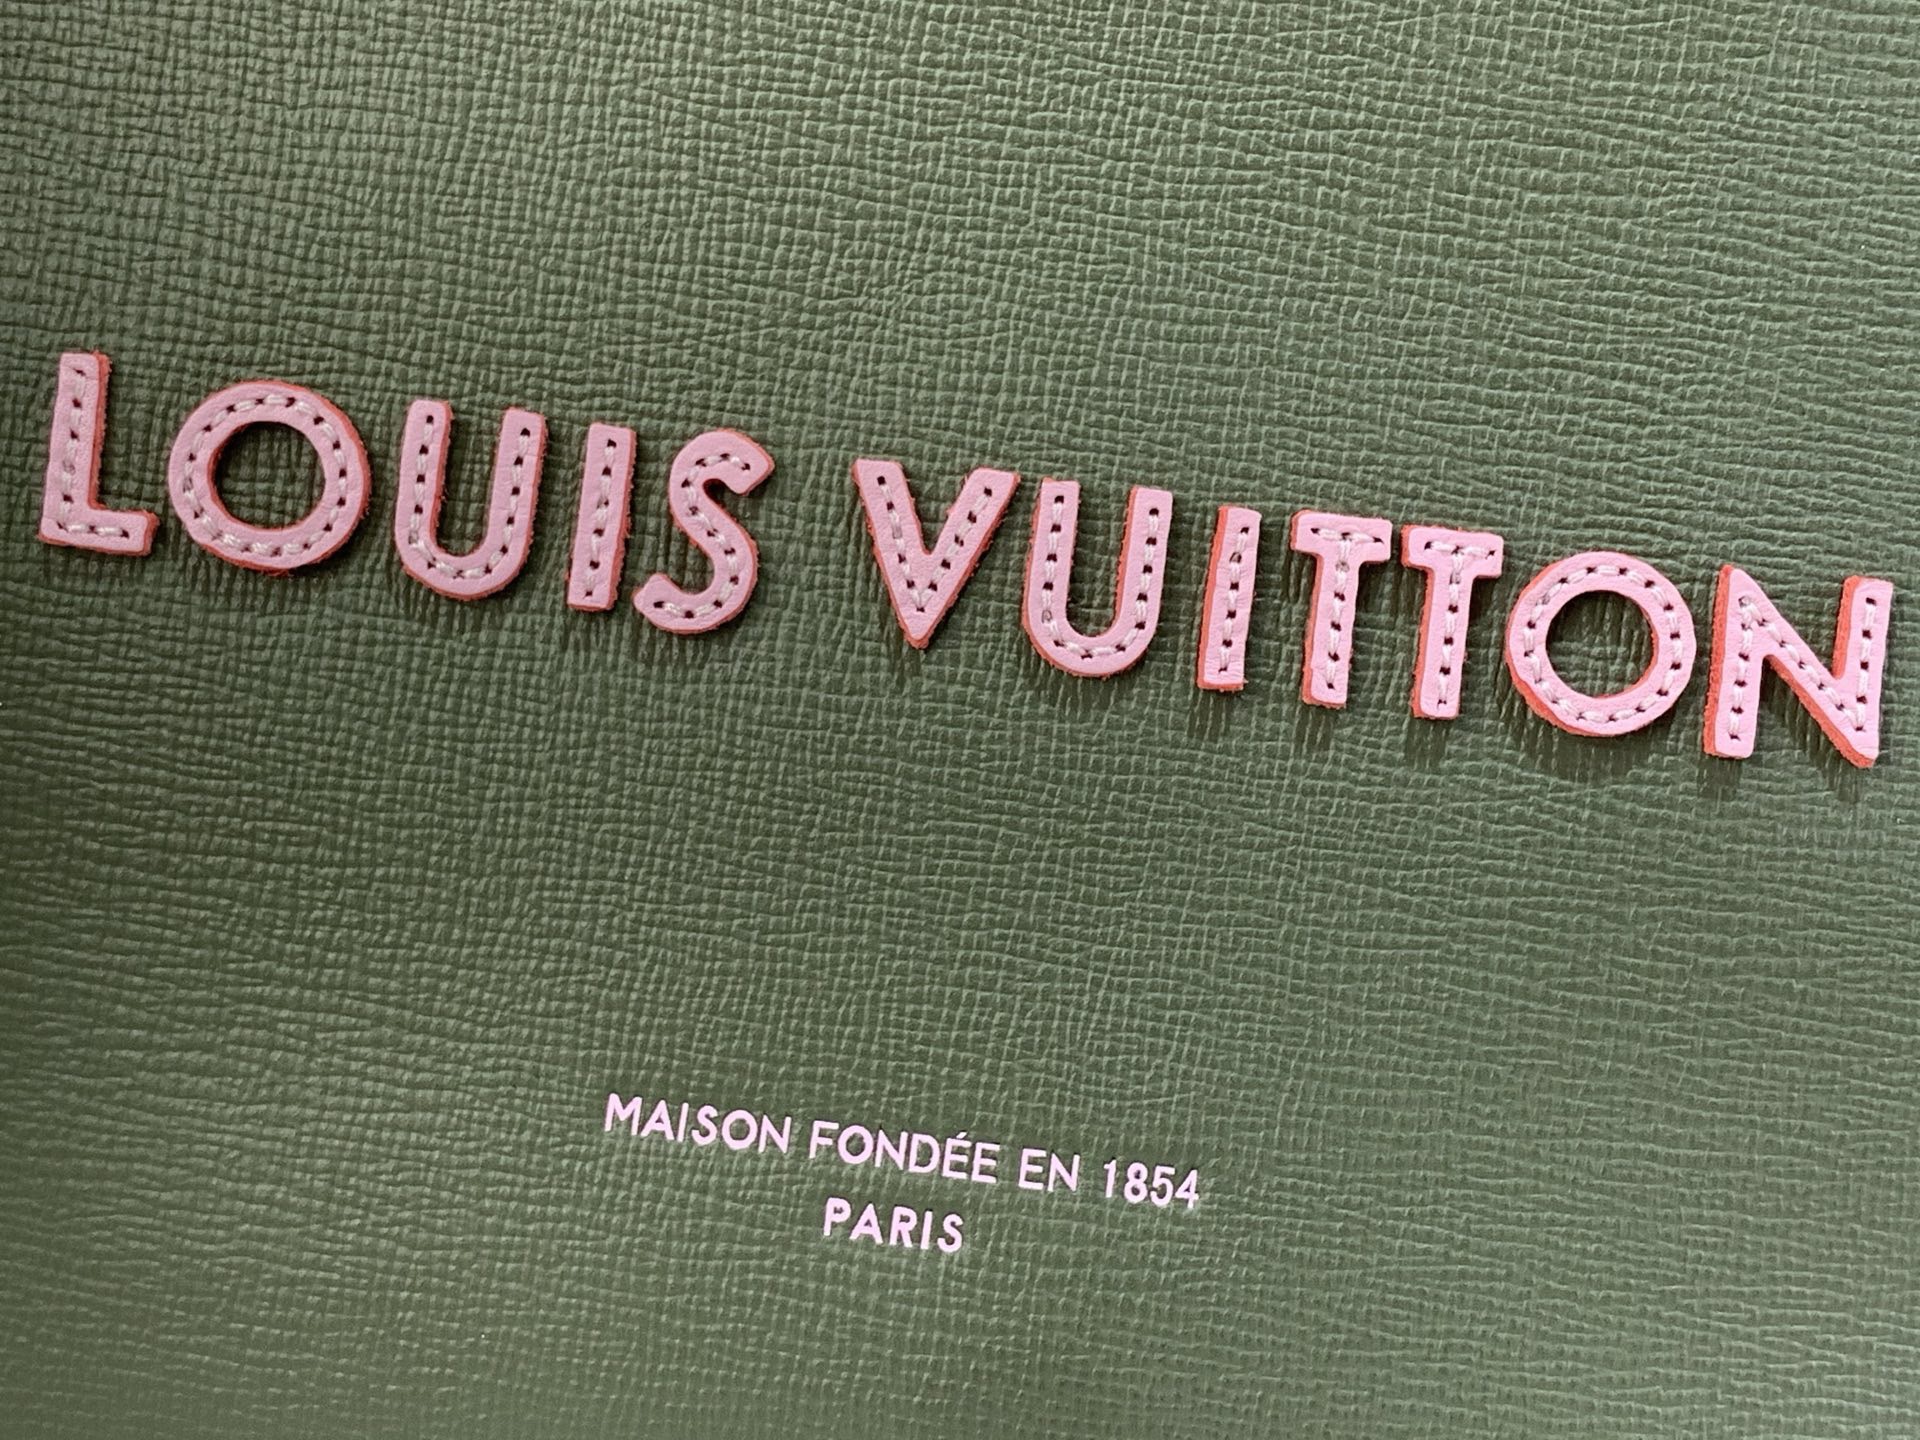 LOUIS VUITTON
MAISON FONDÉE EN 1854
PARIS